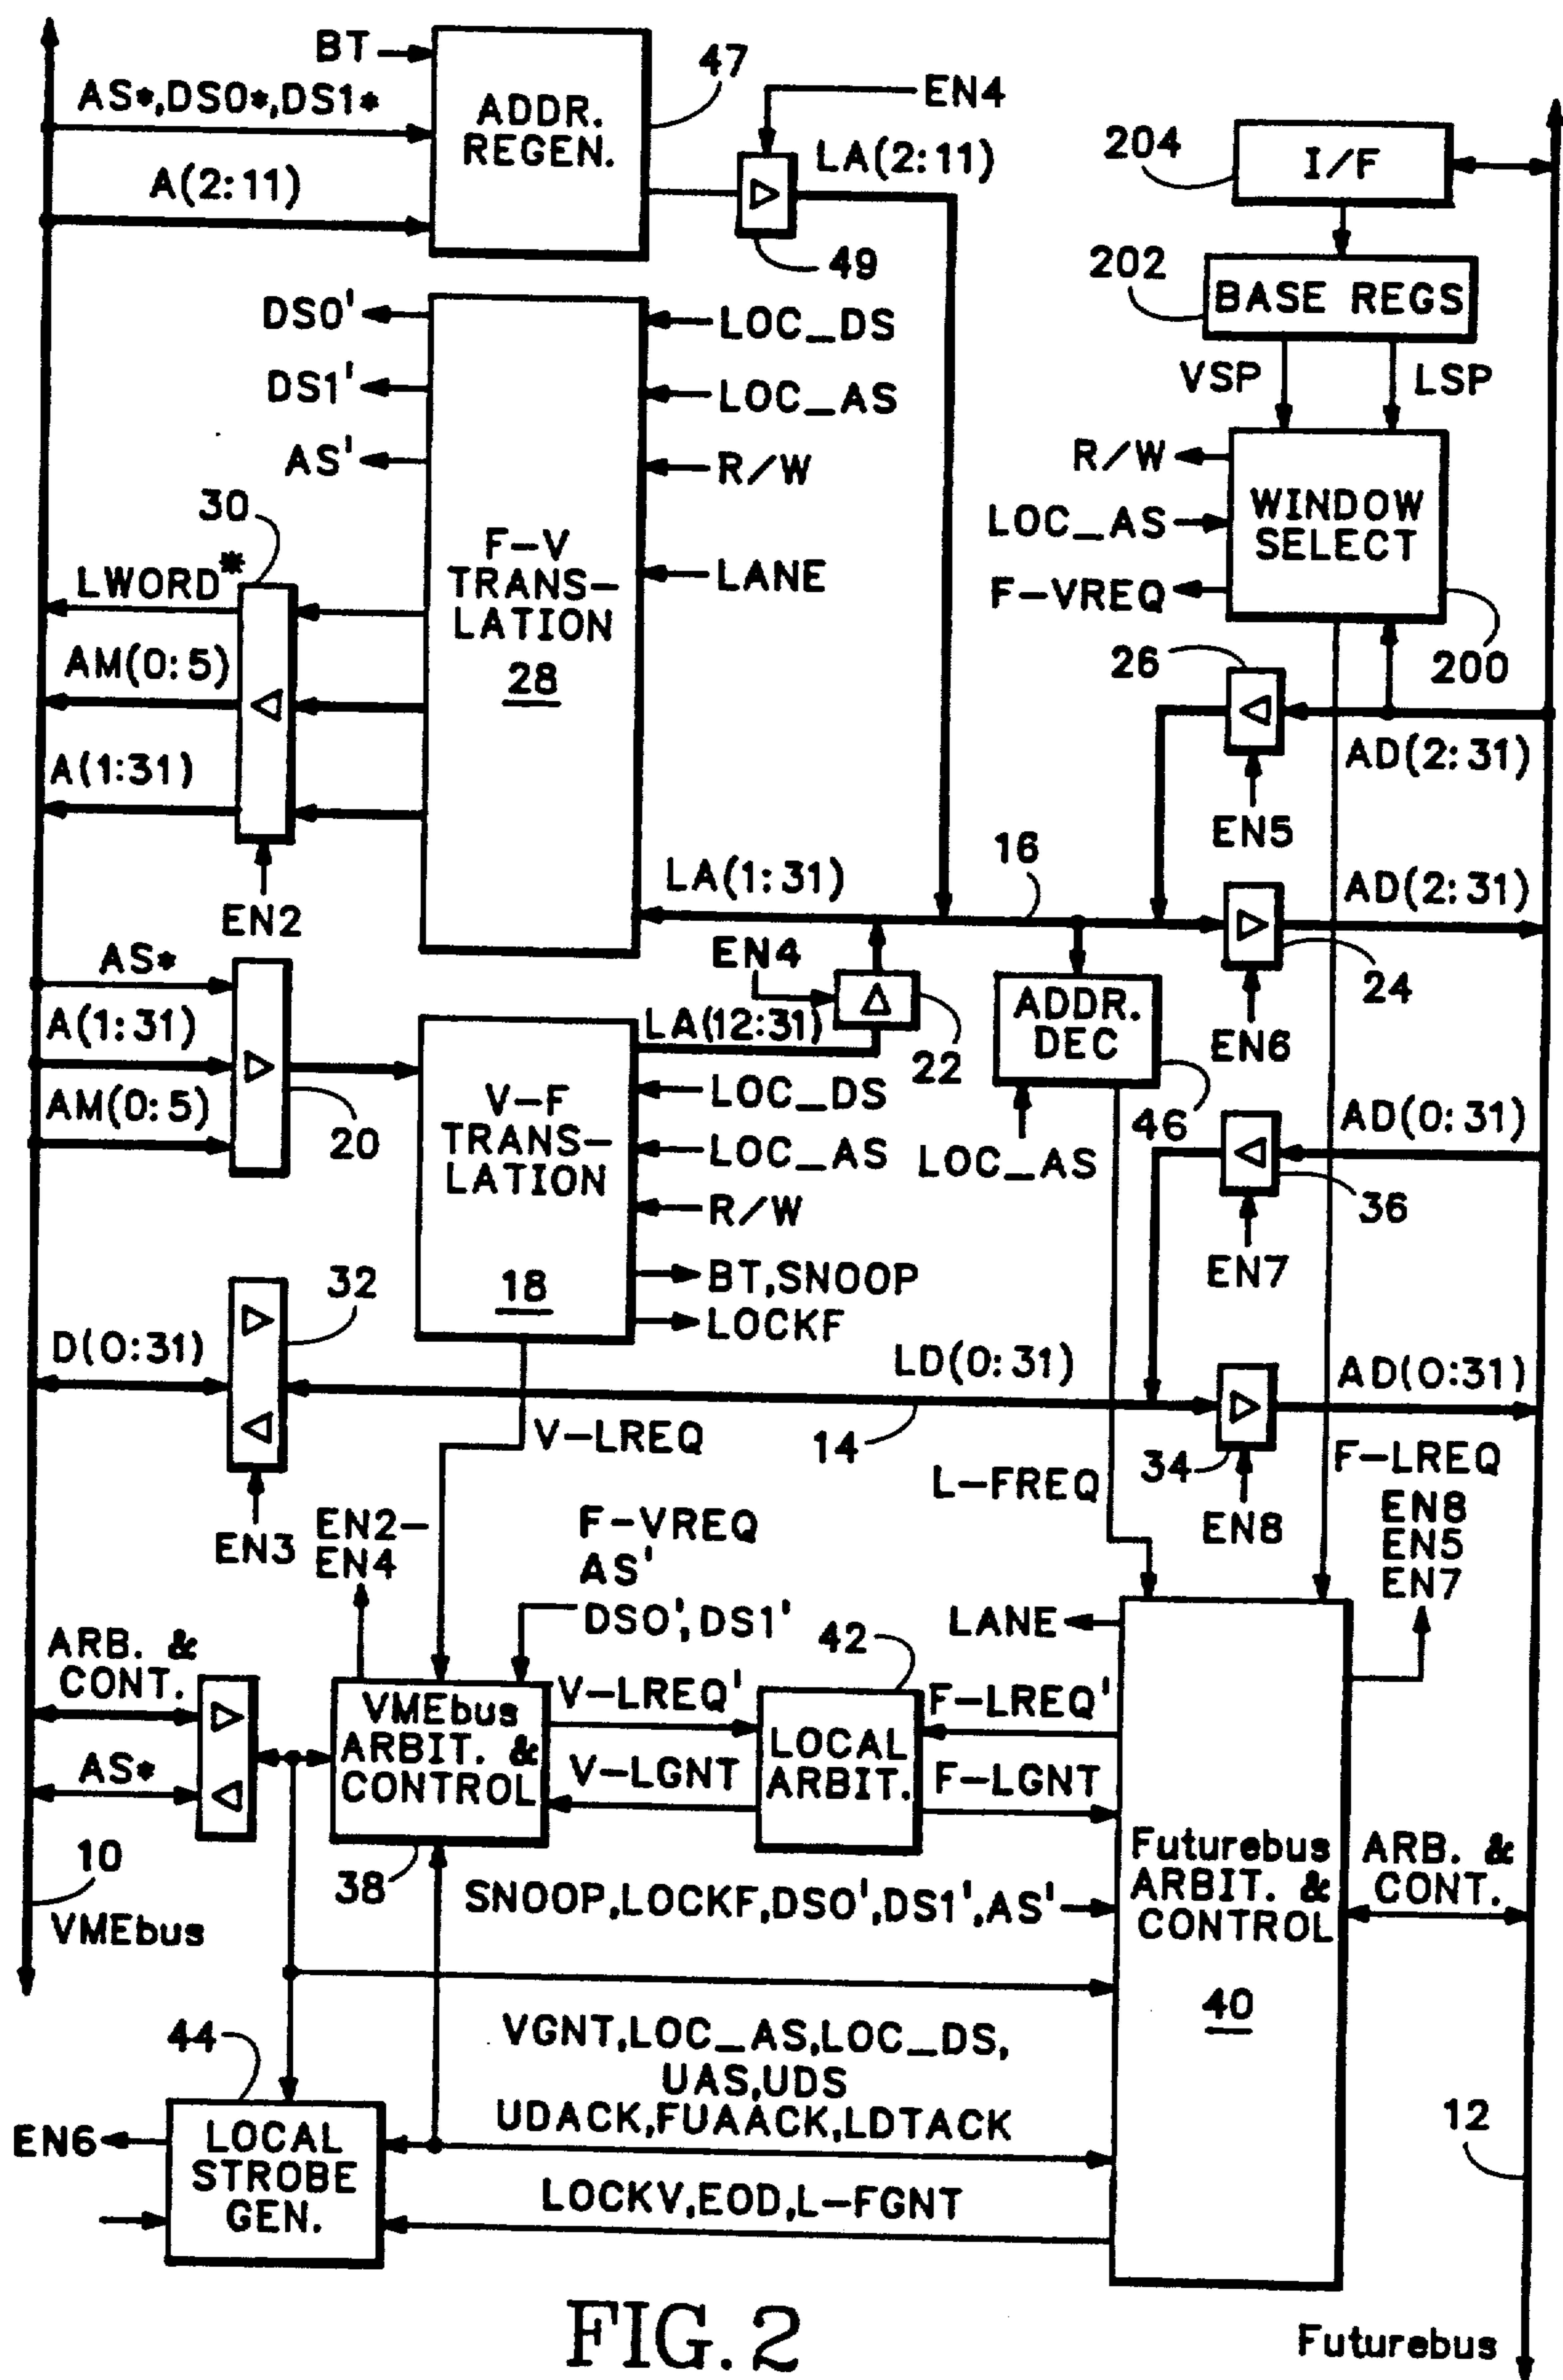 BT
AS*,DS0*,DS1*
A(2:11)
ADDR.
REGEN.
47
EN4
LA(2:11)
49
204
I/F
202
BASE REGS
VSP
LSP
R/W
LOC_AS
F-VREQ
WINDOW
SELECT
200
DS0'
DS1'
AS'
LOC_DS
LOC_AS
R/W
LANE
F-V
TRANS-
LATION
28
30
LWORD*
AM(0:5)
A(1:31)
EN2
26
AD(2:31)
EN5
LA(1:31)
16
AD(2:31)
24
EN6
AS*
A(1:31)
AM(0:5)
20
EN4
LA(12:31)
22
ADDR.
DEC
46
LOC_AS
V-F
TRANS-
LATION
18
LOC_DS
LOC_AS
R/W
BT,SNOOP
LOCKF
AD(0:31)
36
EN7
32
D(0:31)
EN3
LD(0:31)
14
AD(0:31)
34
EN8
V-LREQ
L-FREQ
F-LREQ
EN8
EN5
EN7
EN2-
EN4
F-VREQ
AS'
DS0',DS1'
LANE
42
ARB. &
CONT.
AS*
VMEbus
ARBIT. &
CONTROL
38
V-LREQ'
V-LGNT
LOCAL
ARBIT.
F-LREQ'
F-LGNT
10
VMEbus
SNOOP,LOCKF,DS0',DS1',AS'
Futurebus
ARBIT. &
CONTROL
40
ARB. &
CONT.
44
VGNT,LOC_AS,LOC_DS,
UAS,UDS
UDACK,FUAACK,LDTACK
EN6
LOCAL
STROBE
GEN.
LOCKV,EOD,L-FGNT
12
Futurebus
FIG. 2